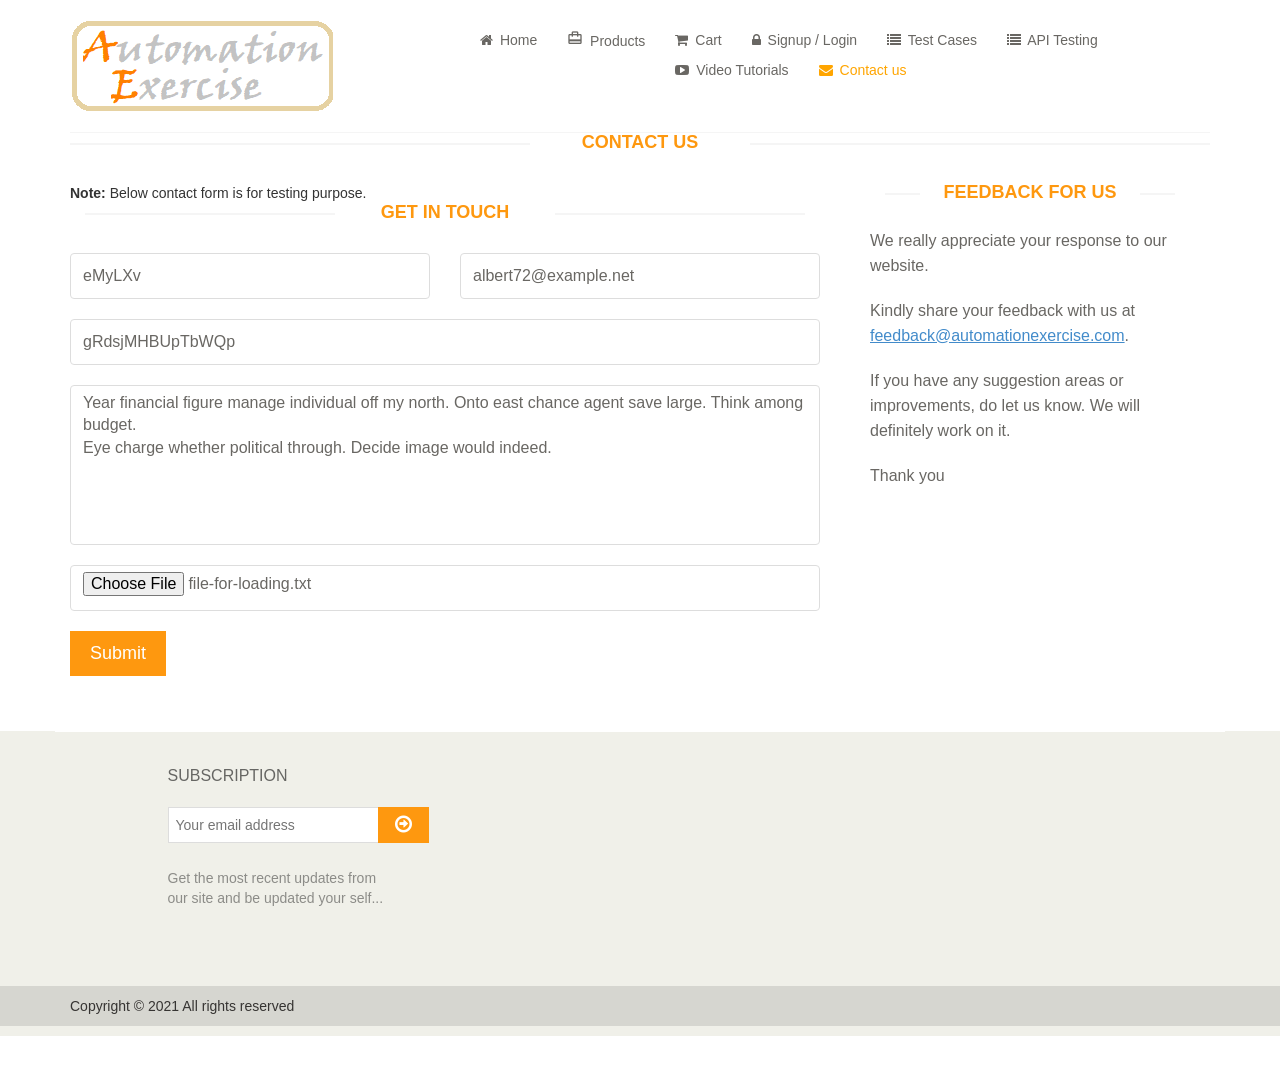 Automation
Exercise
Home Products Cart Signup / Login Test Cases API Testing
Video Tutorials Contact us
CONTACT US
Note: Below contact form is for testing purpose.
GET IN TOUCH
eMyLXv albert72@example.net
gRdsjMHBUpTbWQp
Year financial figure manage individual off my north. Onto east chance agent save large. Think among
budget.
Eye charge whether political through. Decide image would indeed.
Choose File file-for-loading.txt
Submit
FEEDBACK FOR US
We really appreciate your response to our
website.
Kindly share your feedback with us at
feedback@automationexercise.com.
If you have any suggestion areas or
improvements, do let us know. We will
definitely work on it.
Thank you
SUBSCRIPTION
Your email address
Get the most recent updates from
our site and be updated your self...
Copyright © 2021 All rights reserved